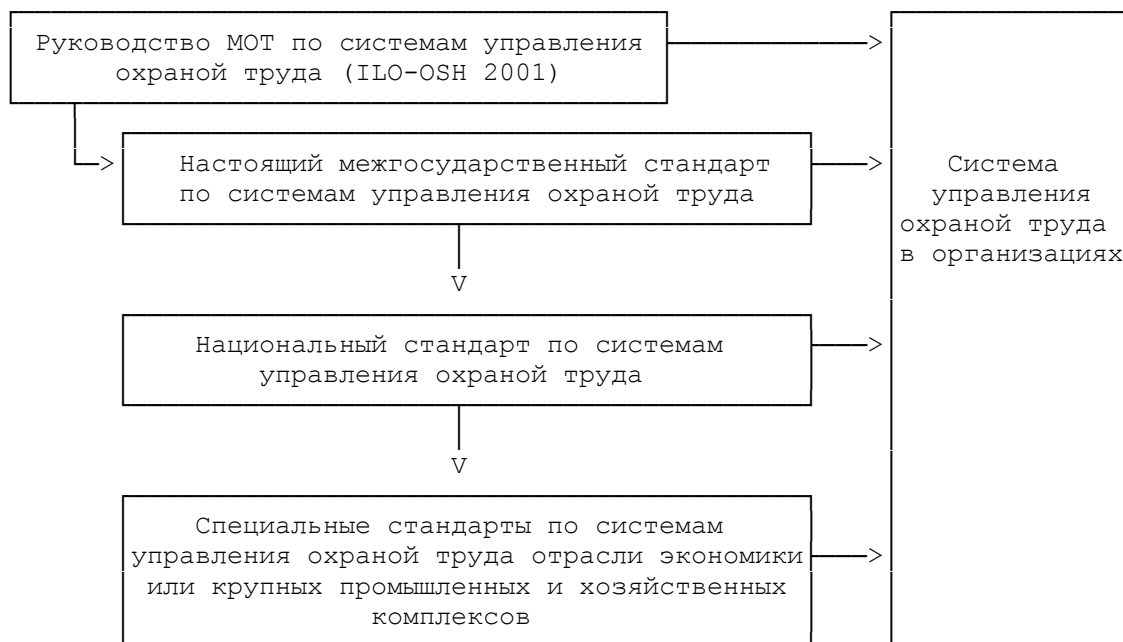 Руководство МОТ по системам управления
охраной труда (ILO-OSH 2001)
Настоящий межгосударственный стандарт
по системам управления охраной труда
Система
управления
охраной труда
в организациях
Национальный стандарт по системам
управления охраной труда
Специальные стандарты по системам
управления охраной труда отрасли экономики
или крупных промышленных и хозяйственных
комплексов